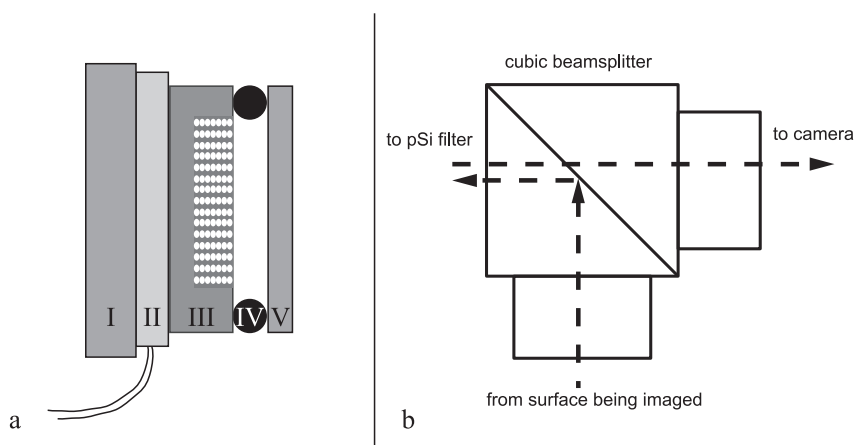 I II III IV V
a
cubic beamsplitter
to pSi filter
to camera
from surface being imaged
b